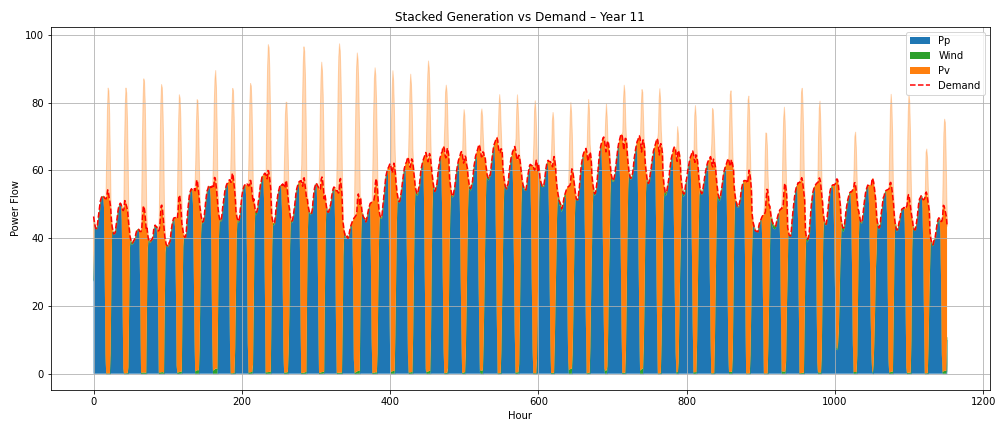 Stacked Generation vs Demand – Year 11
100
80
60
40
20
0
Power Flow
Pp
Wind
Pv
Demand
0
200
400
600
800
1000
1200
Hour